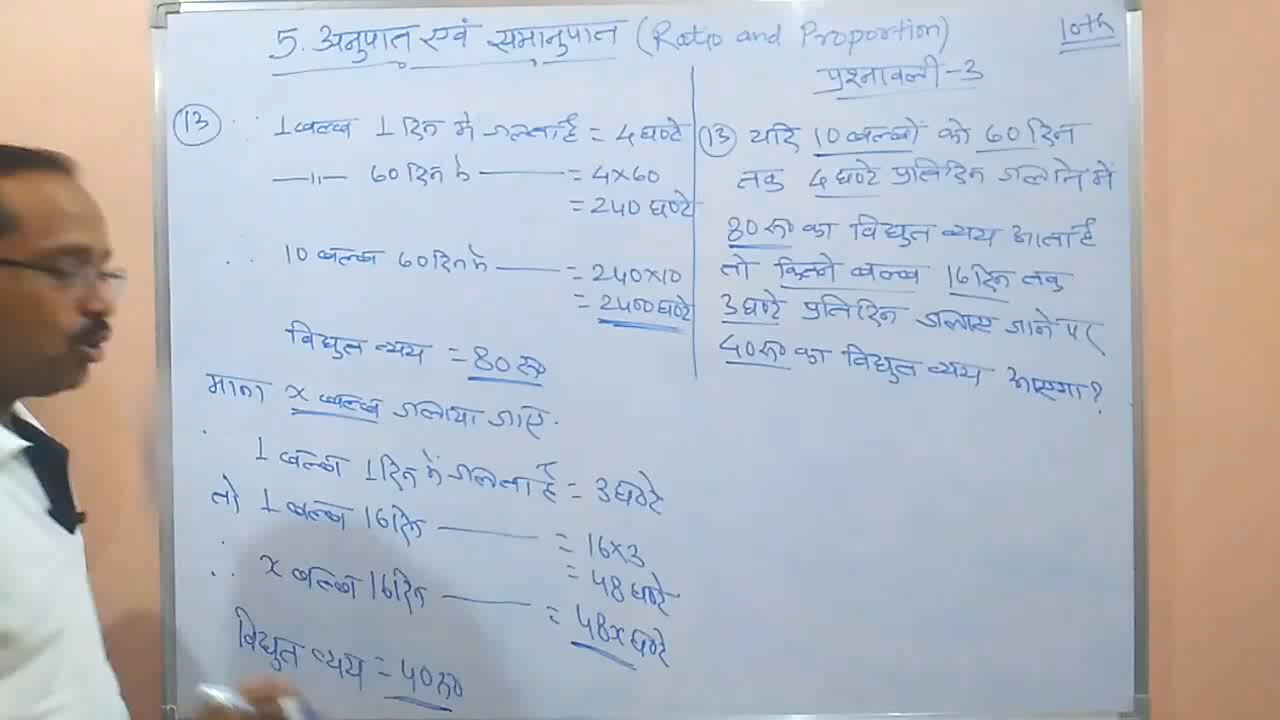 5. अनुपात एवं समानुपात (Ratio and Proportion)
10th
प्रश्नावली-3
13 ∵ 1 बल्ब 1 दिन में जलता है = 4 घण्टे
—〃— 60 दिन में ——— = 4×60
= 240 घण्टे
∴ 10 बल्ब 60 दिन में ——— = 240×10
= 2400 घण्टे
विद्युत व्यय = 80 रू
माना x बल्ब जलाया जाए.
∵ 1 बल्ब 1 दिन में जलता है = 3 घण्टे
तो 1 बल्ब 16 दिन ——— = 16×3
= 48 घण्टे
∴ x बल्ब 16 दिन ——— = 48x घण्टे
विद्युत व्यय = 40 रू
13 यदि 10 बल्बों को 60 दिन
तक 4 घण्टे प्रतिदिन जलाने में
80 रू का विद्युत व्यय आता है
तो कितने बल्ब 16 दिन तक
3 घण्टे प्रतिदिन जलाए जाने पर
40 रू का विद्युत व्यय आएगा?